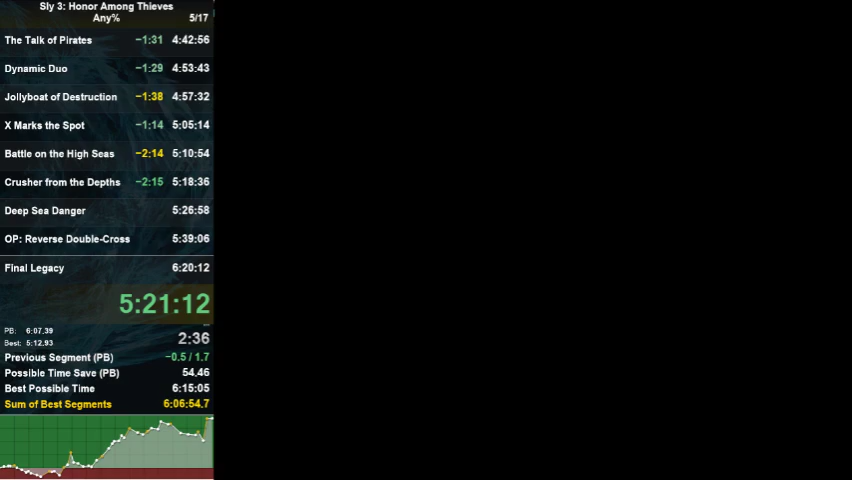 Sly 3: Honor Among Thieves
Any% 5/17
The Talk of Pirates −1:31 4:42:56
Dynamic Duo −1:29 4:53:43
Jollyboat of Destruction −1:38 4:57:32
X Marks the Spot −1:14 5:05:14
Battle on the High Seas −2:14 5:10:54
Crusher from the Depths −2:15 5:18:36
Deep Sea Danger 5:26:58
OP: Reverse Double-Cross 5:39:06
Final Legacy 6:20:12
5:21:12
PB: 6:07.39
Best: 5:12.93
2:36
Previous Segment (PB) −0.5 / 1.7
Possible Time Save (PB) 54.46
Best Possible Time 6:15:05
Sum of Best Segments 6:06:54.7